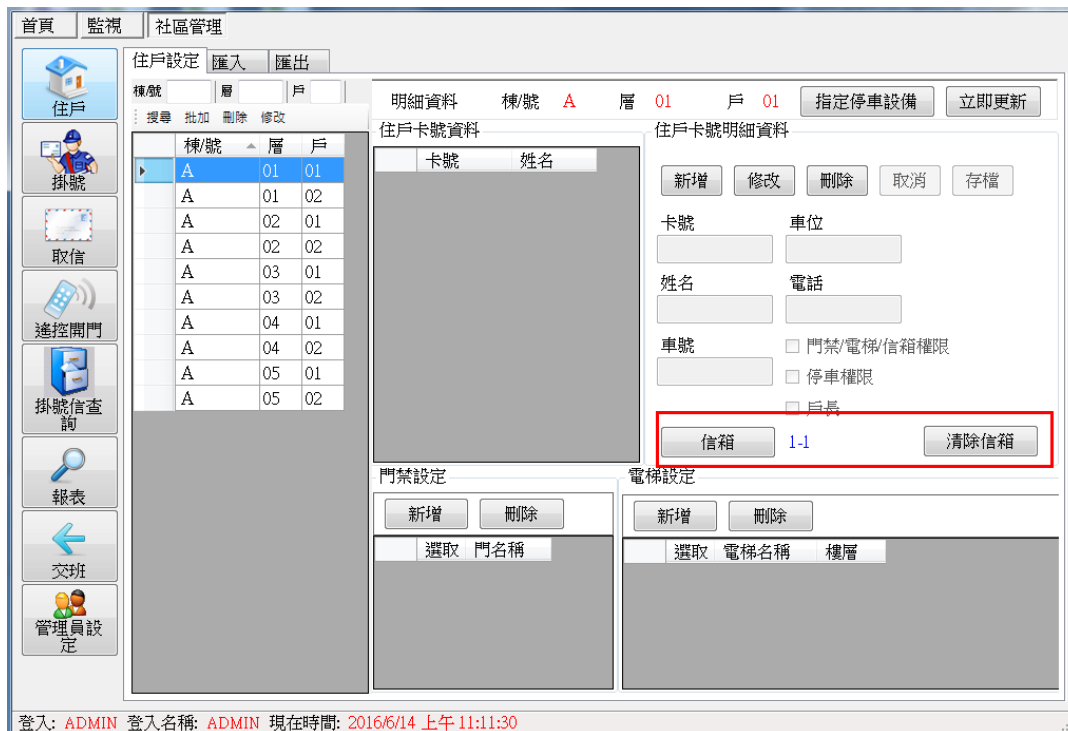 首頁 監視 社區管理
住戶設定 匯入 匯出
住戶
掛號
取信
遙控開門
掛號信查
詢
報表
交班
管理員設
定
棟/號 層 戶
搜尋 批加 刪除 修改
棟/號 層 戶
A 01 01
A 01 02
A 02 01
A 02 02
A 03 01
A 03 02
A 04 01
A 04 02
A 05 01
A 05 02
明細資料 棟/號 A 層 01 戶 01 指定停車設備 立即更新
住戶卡號資料
卡號 姓名
住戶卡號明細資料
新增 修改 刪除 取消 存檔
卡號 車位
姓名 電話
車號
門禁/電梯/信箱權限
停車權限
戶長
信箱 1-1 清除信箱
門禁設定
新增 刪除
選取 門名稱
電梯設定
新增 刪除
選取 電梯名稱 樓層
登入: ADMIN 登入名稱: ADMIN 現在時間: 2016/6/14 上午 11:11:30